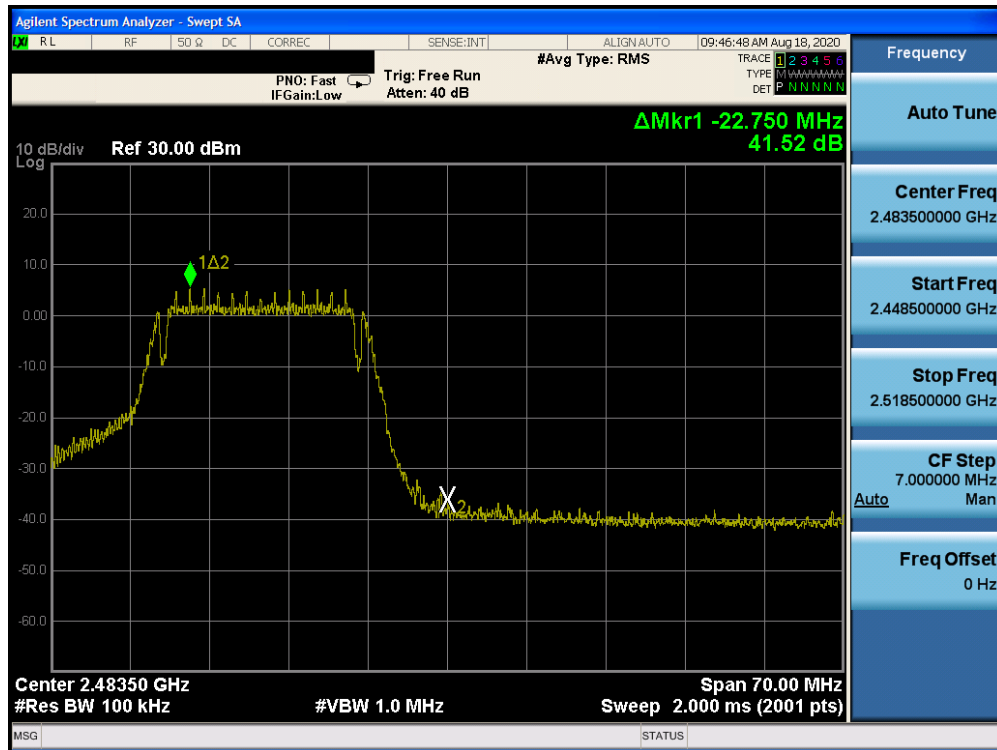 Agilent Spectrum Analyzer - Swept SA
LXI RL RF 50 Ω DC CORREC SENSE:INT ALIGN AUTO 09:46:48 AM Aug 18, 2020
#Avg Type: RMS TRACE 1 2 3 4 5 6
PNO: Fast Trig: Free Run TYPE M WWWWW
IFGain:Low Atten: 40 dB DET P N N N N N
ΔMkr1 -22.750 MHz
10 dB/div Ref 30.00 dBm 41.52 dB
Log
20.0
10.0
1Δ2
0.00
-10.0
-20.0
-30.0
X2
-40.0
-50.0
-60.0
Center 2.48350 GHz Span 70.00 MHz
#Res BW 100 kHz #VBW 1.0 MHz Sweep 2.000 ms (2001 pts)
MSG STATUS
Frequency
Auto Tune
Center Freq
2.483500000 GHz
Start Freq
2.448500000 GHz
Stop Freq
2.518500000 GHz
CF Step
7.000000 MHz
Auto Man
Freq Offset
0 Hz